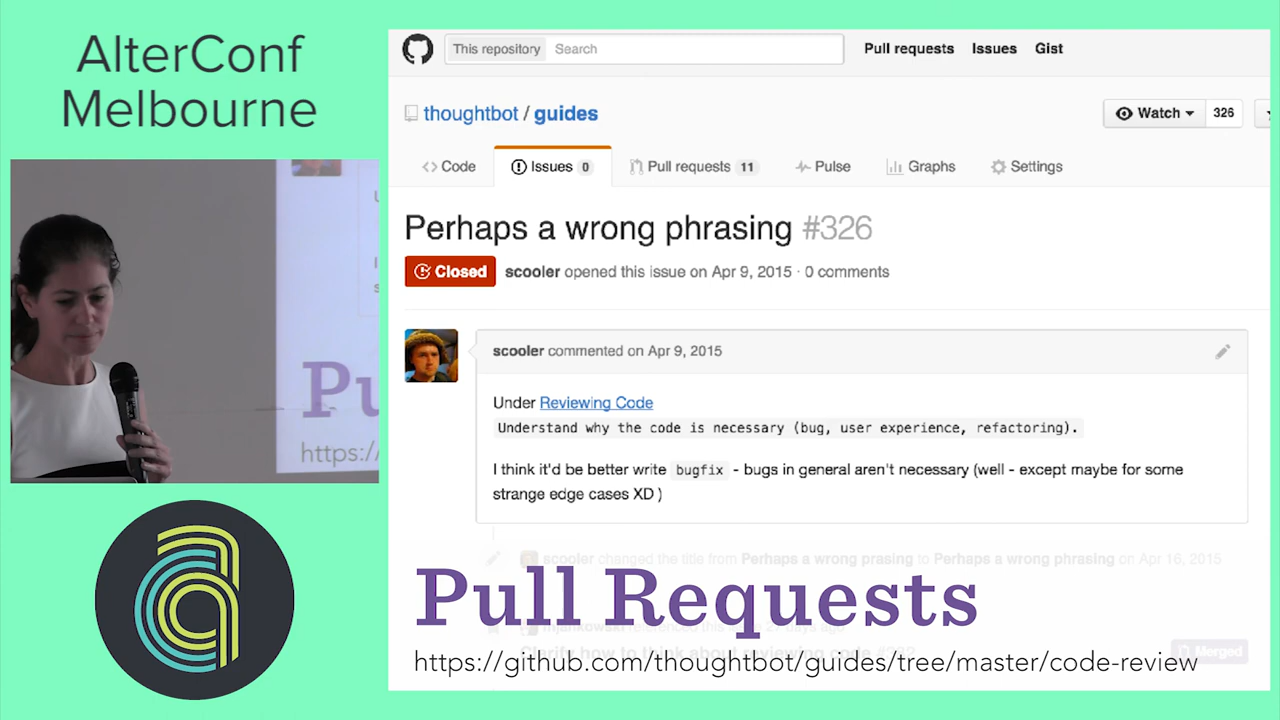 AlterConf
Melbourne
This repository Search
Pull requests Issues Gist
thoughtbot / guides
Watch 326
Code Issues 0 Pull requests 11 Pulse Graphs Settings
Perhaps a wrong phrasing #326
Closed scooler opened this issue on Apr 9, 2015 · 0 comments
scooler commented on Apr 9, 2015
Under Reviewing Code
Understand why the code is necessary (bug, user experience, refactoring).
I think it'd be better write bugfix - bugs in general aren't necessary (well - except maybe for some
strange edge cases XD )
scooler changed the title from Perhaps a wrong prasing to Perhaps a wrong phrasing on Apr 16, 2015
Pull Requests
Merged
https://github.com/thoughtbot/guides/tree/master/code-review
Pu
https:/